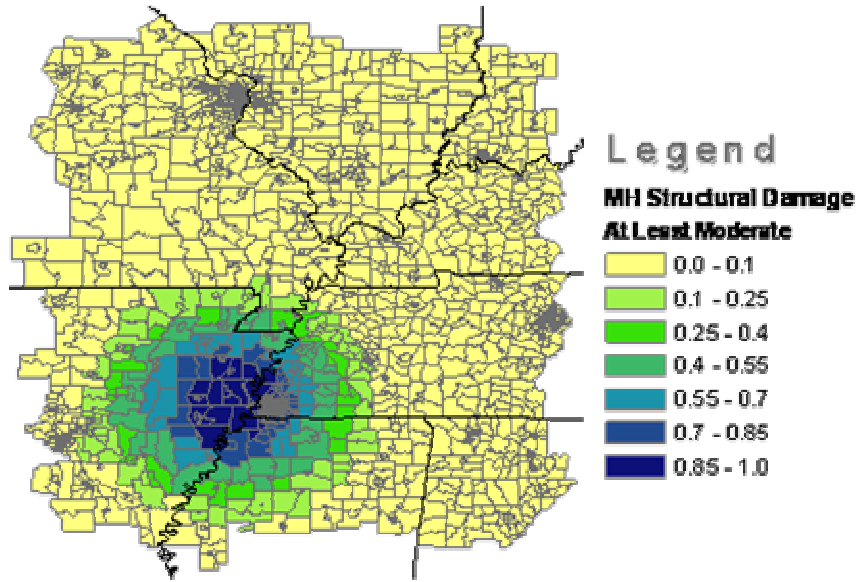 Legend
MH Structural Damage
At Least Moderate
0.0 - 0.1
0.1 - 0.25
0.25 - 0.4
0.4 - 0.55
0.55 - 0.7
0.7 - 0.85
0.85 - 1.0